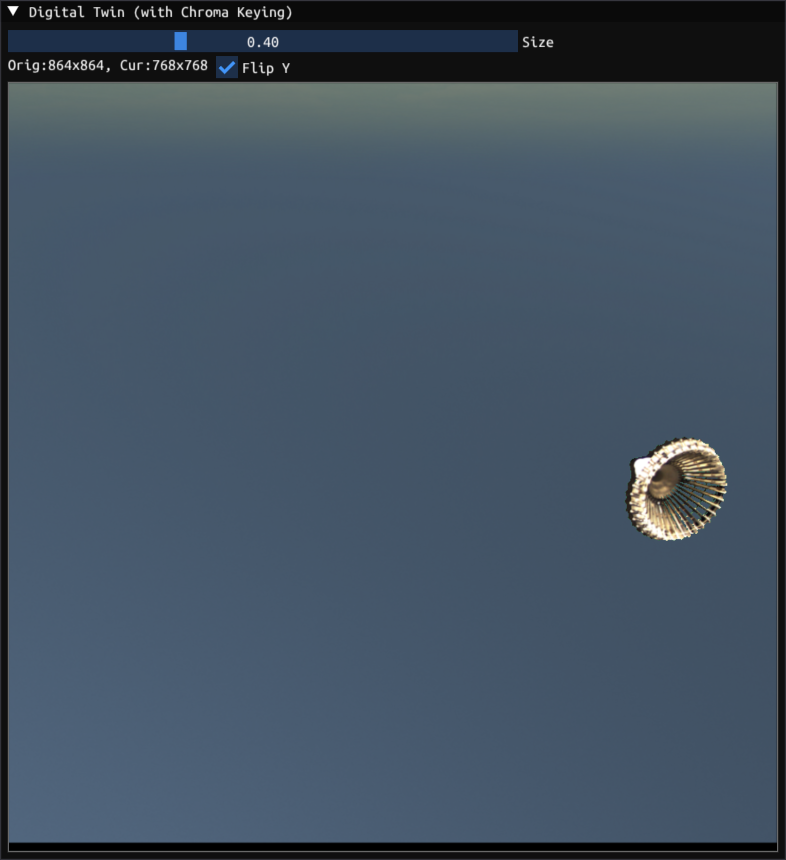 Digital Twin (with Chroma Keying)
0.40 Size
Orig:864x864, Cur:768x768 Flip Y